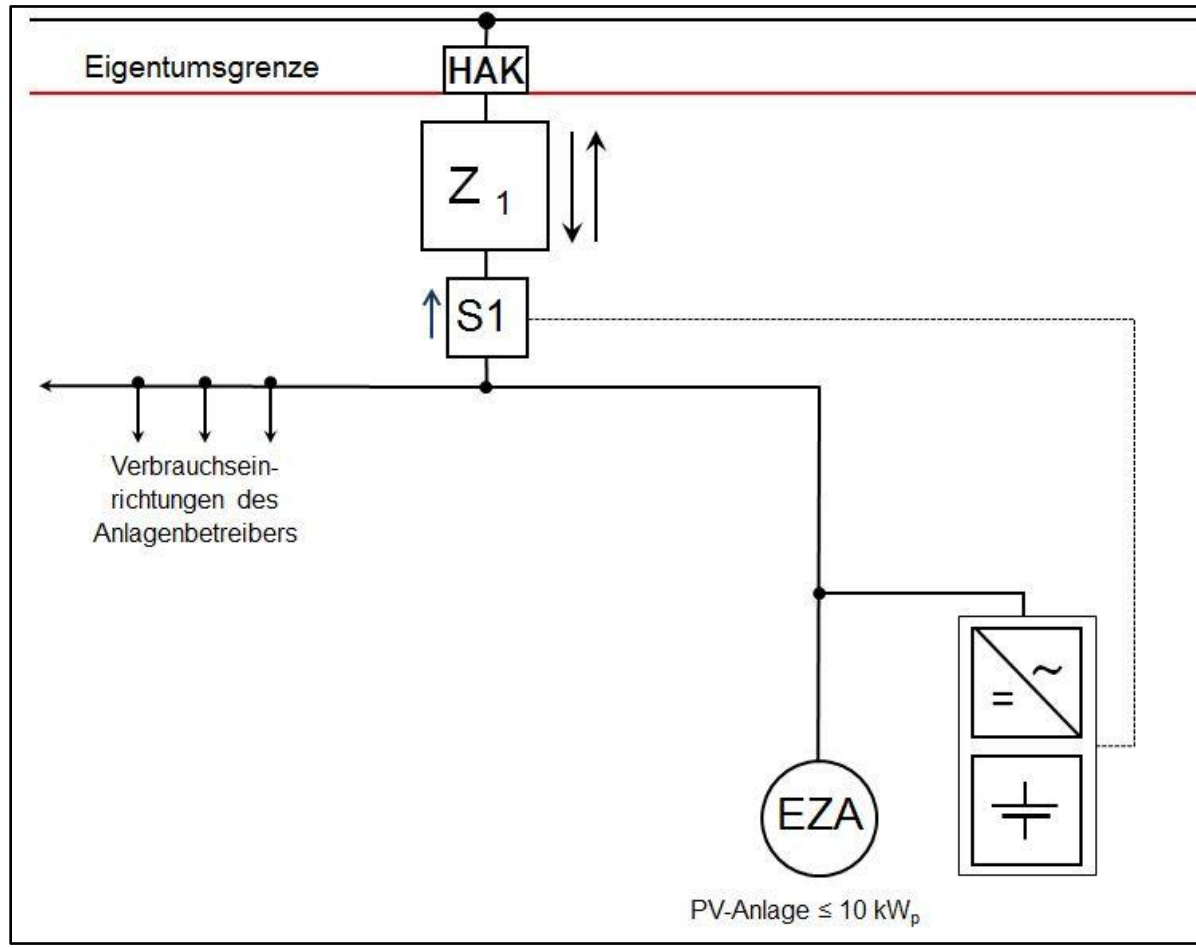 Eigentumsgrenze
HAK
Z 1
S1
Verbrauchsein-
richtungen des
Anlagenbetreibers
= ~
EZA
PV-Anlage ≤ 10 kWp